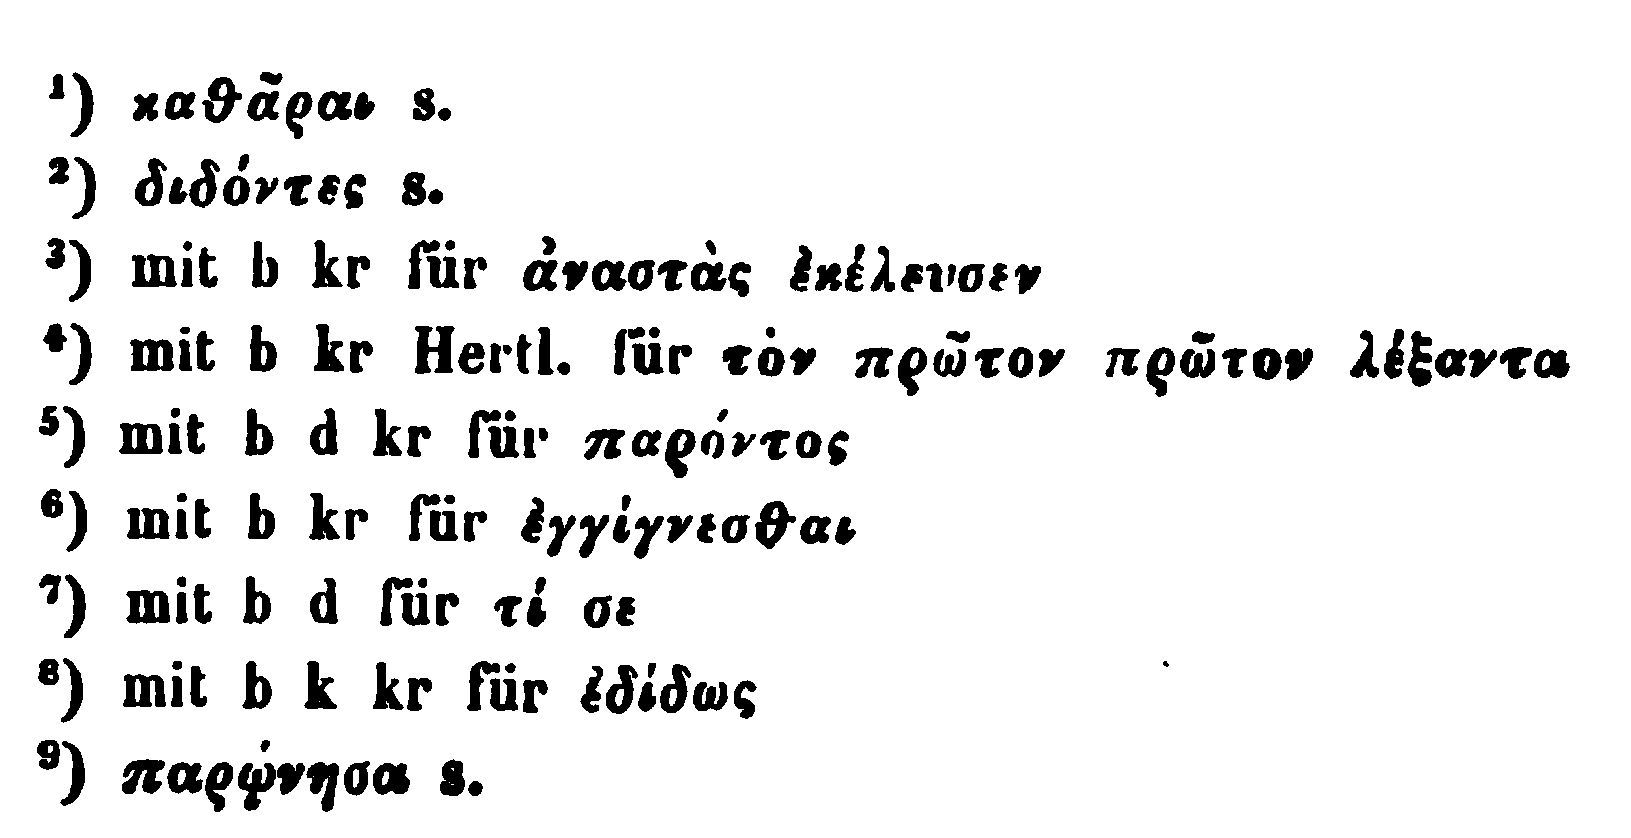 ¹) καθᾶραι s.
²) διδόντες s.
³) mit b kr für ἀναστὰς ἐκέλευσεν
⁴) mit b kr Hertl. für τὸν πρῶτον πρῶτον λέξαντα
⁵) mit b d kr für παρόντος
⁶) mit b kr für ἐγγίγνεσθαι
⁷) mit b d für τί σε
⁸) mit b k kr für ἐδίδως
⁹) παρῴνησα s.